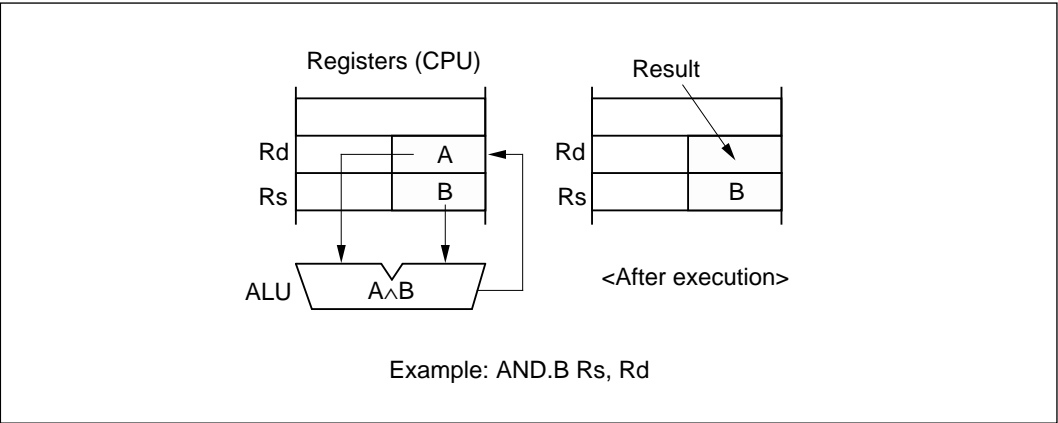 Registers (CPU)
Result
Rd
A
Rd
Rs
B
Rs
B
ALU
A∧B
<After execution>
Example: AND.B Rs, Rd